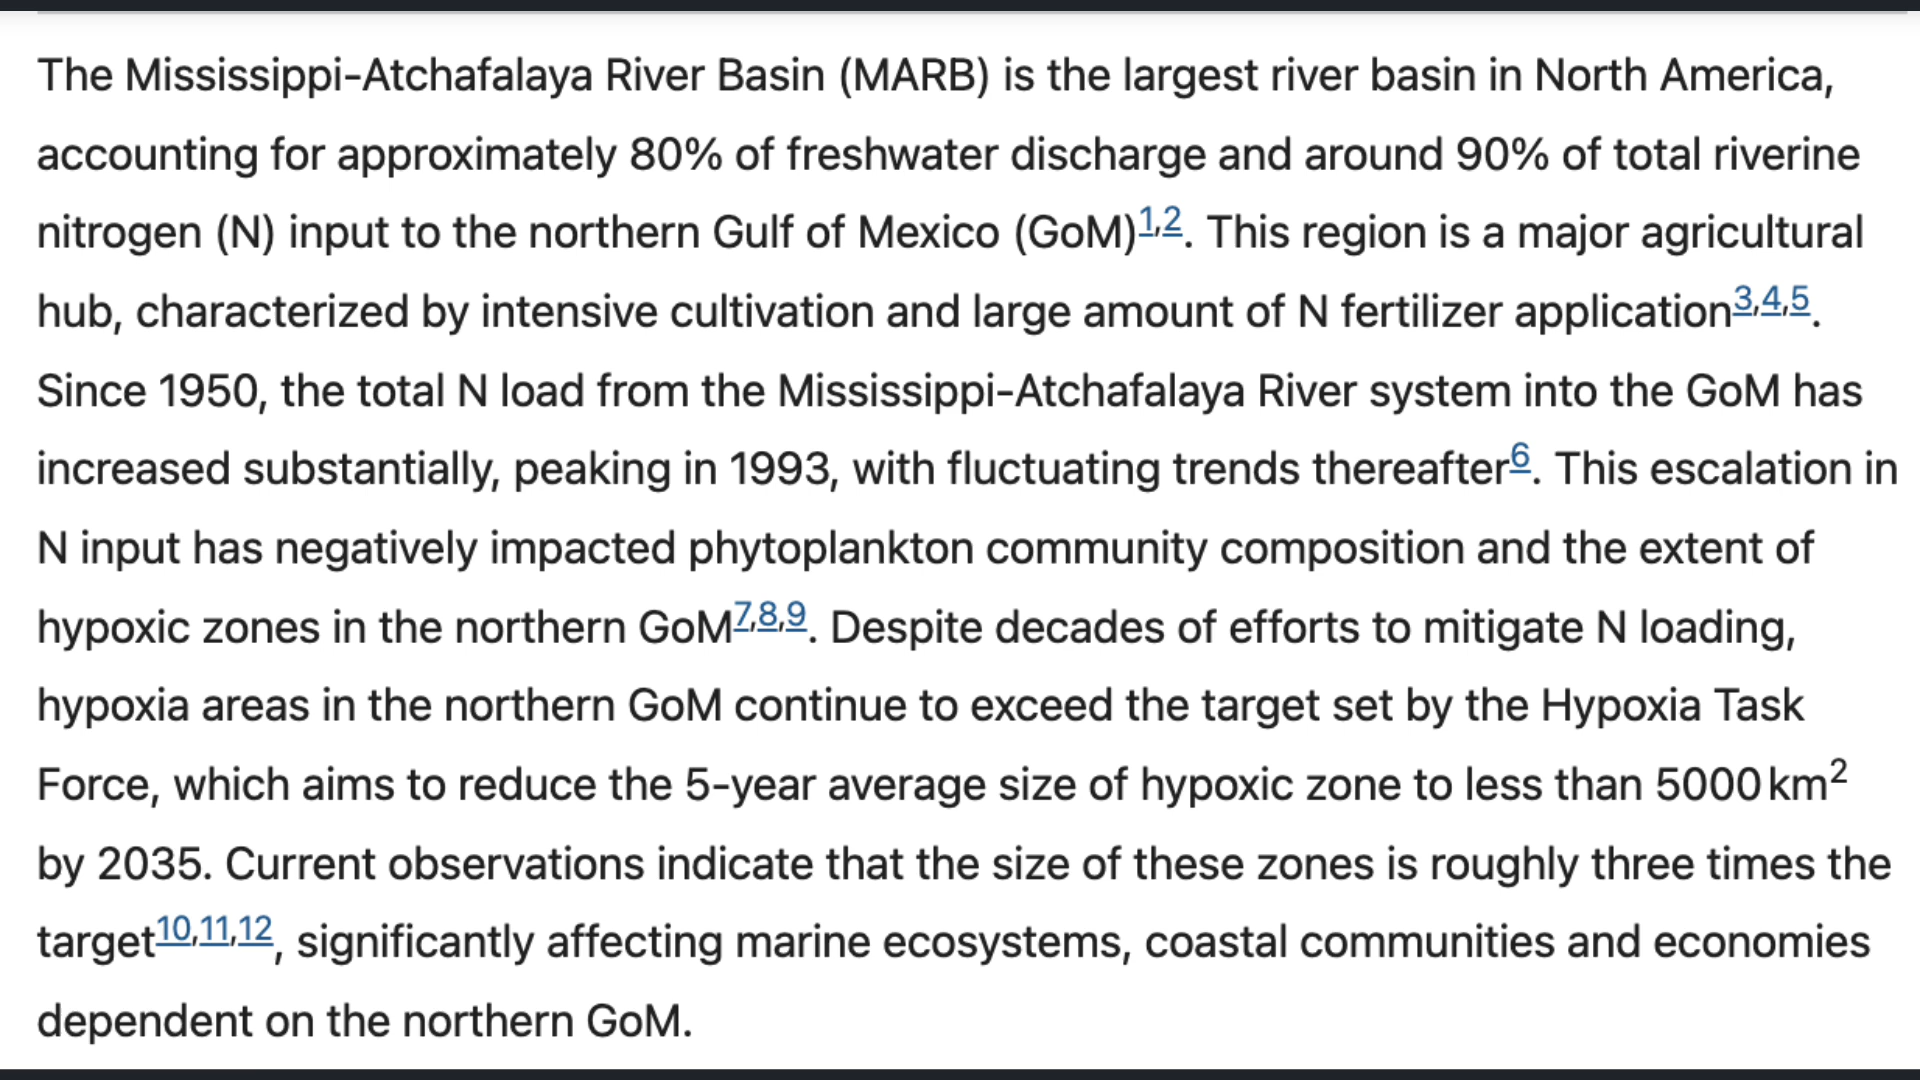 The Mississippi-Atchafalaya River Basin (MARB) is the largest river basin in North America,
accounting for approximately 80% of freshwater discharge and around 90% of total riverine
nitrogen (N) input to the northern Gulf of Mexico (GoM)1,2. This region is a major agricultural
hub, characterized by intensive cultivation and large amount of N fertilizer application3,4,5.
Since 1950, the total N load from the Mississippi-Atchafalaya River system into the GoM has
increased substantially, peaking in 1993, with fluctuating trends thereafter6. This escalation in
N input has negatively impacted phytoplankton community composition and the extent of
hypoxic zones in the northern GoM7,8,9. Despite decades of efforts to mitigate N loading,
hypoxia areas in the northern GoM continue to exceed the target set by the Hypoxia Task
Force, which aims to reduce the 5-year average size of hypoxic zone to less than 5000 km2
by 2035. Current observations indicate that the size of these zones is roughly three times the
target10,11,12, significantly affecting marine ecosystems, coastal communities and economies
dependent on the northern GoM.